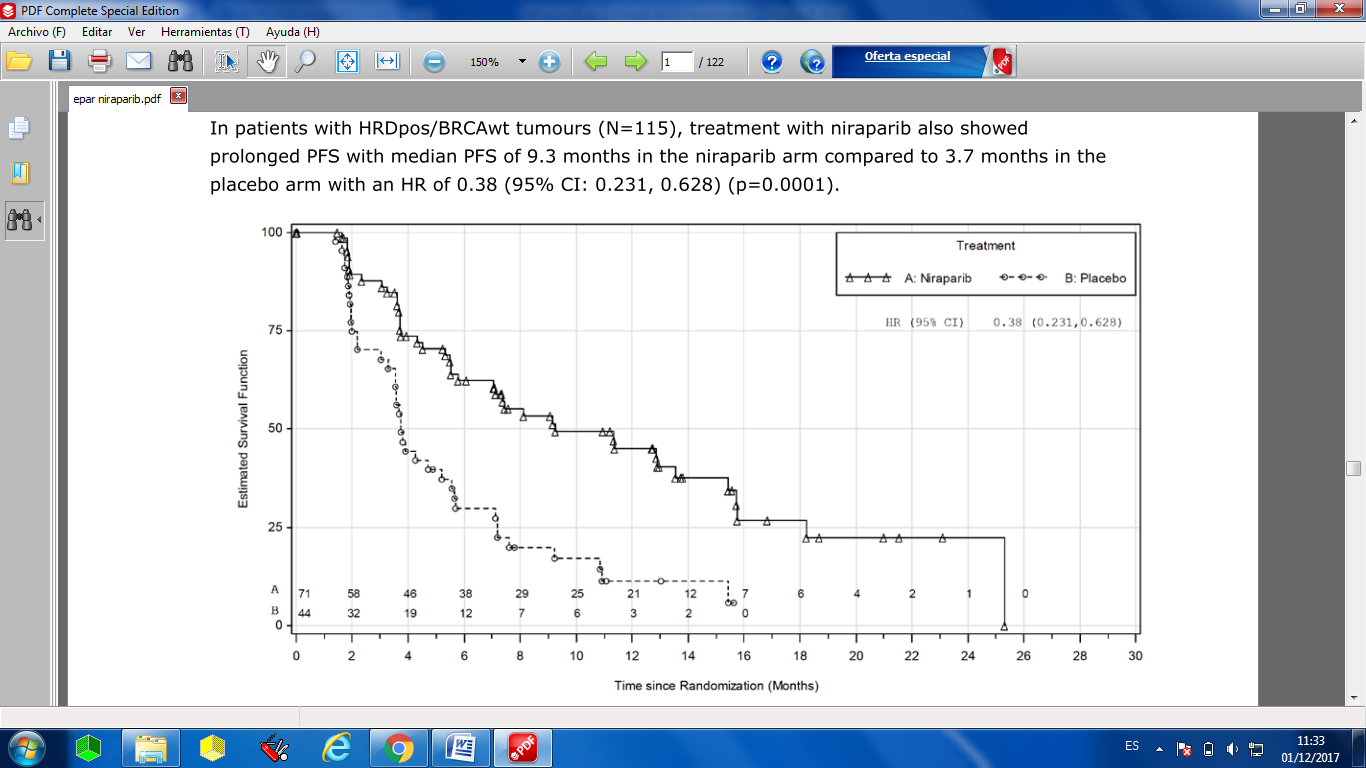 PDF Complete Special Edition
Archivo (F) Editar Ver Herramientas (T) Ayuda (H)
150% 1 / 122 Oferta especial PDF
epar niraparib.pdf
In patients with HRDpos/BRCAwt tumours (N=115), treatment with niraparib also showed
prolonged PFS with median PFS of 9.3 months in the niraparib arm compared to 3.7 months in the
placebo arm with an HR of 0.38 (95% CI: 0.231, 0.628) (p=0.0001).
Treatment
A: Niraparib B: Placebo
HR (95% CI) 0.38 (0.231,0.628)
Estimated Survival Function
100
75
50
25
0
A 71 58 46 38 29 25 21 12 7 6 4 2 1 0
B 44 32 19 12 7 6 3 2 0
0 2 4 6 8 10 12 14 16 18 20 22 24 26 28 30
Time since Randomization (Months)
ES 11:33
01/12/2017